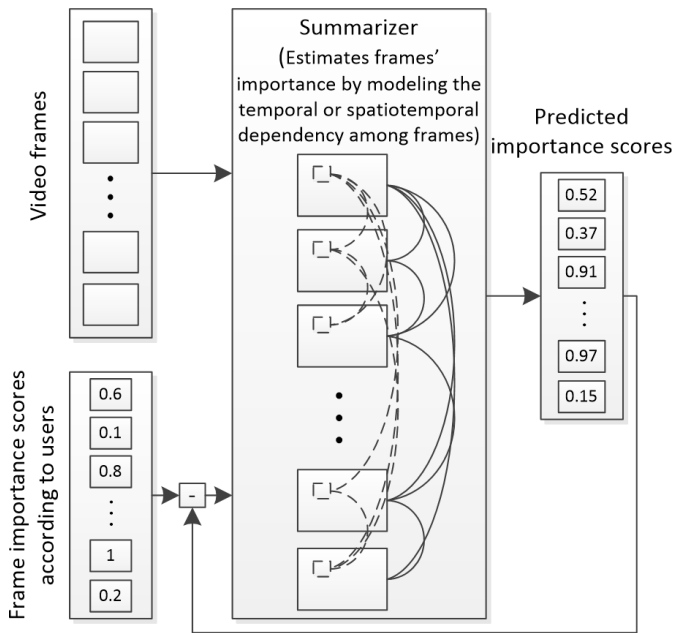 Video frames
Summarizer
(Estimates frames'
importance by modeling the
temporal or spatiotemporal
dependency among frames)
Predicted
importance scores
0.52
0.37
0.91
0.97
0.15
Frame importance scores
according to users
0.6
0.1
0.8
1
0.2
-